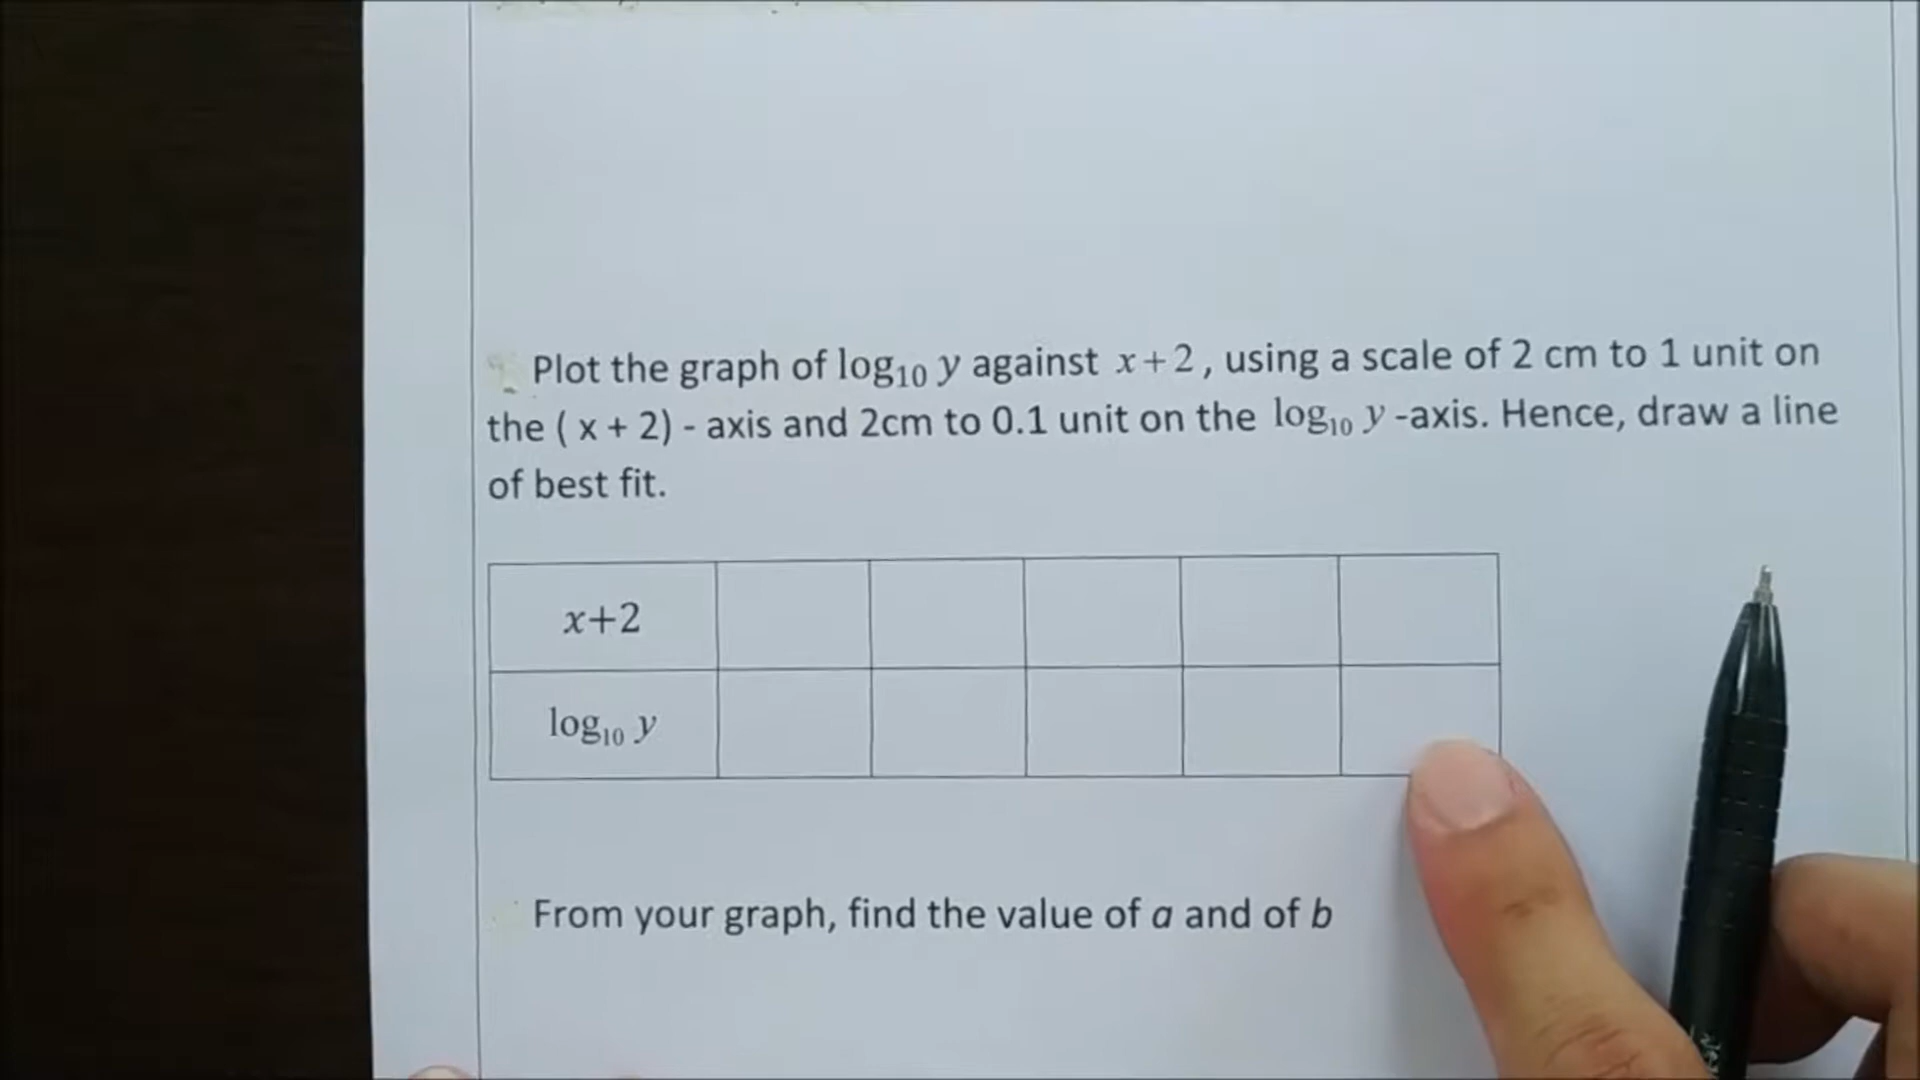 Plot the graph of log₁₀ y against x+2, using a scale of 2 cm to 1 unit on
the ( x + 2) - axis and 2cm to 0.1 unit on the log₁₀ y -axis. Hence, draw a line
of best fit.
x+2
log₁₀ y
From your graph, find the value of a and of b